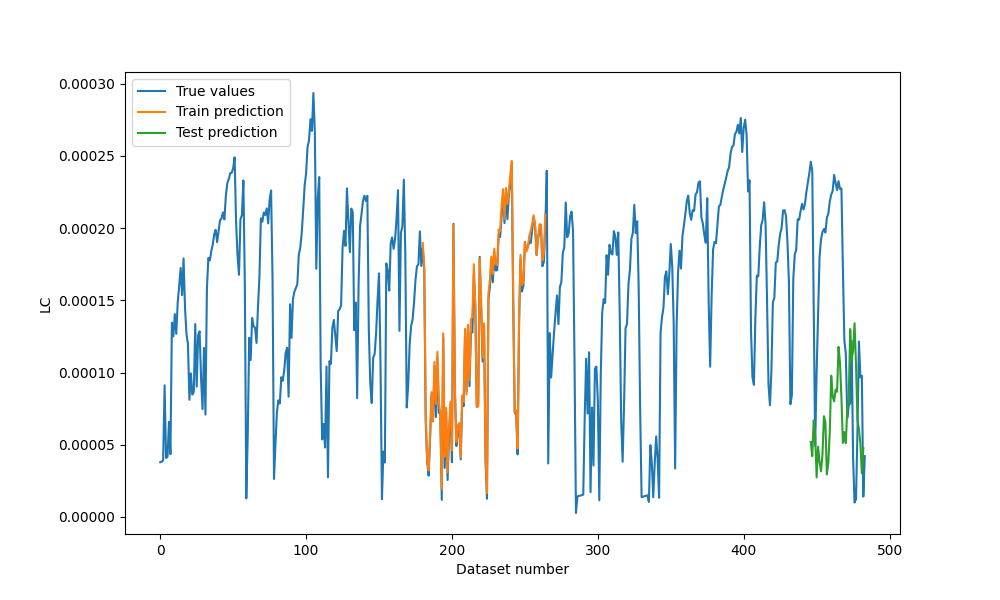 0.00030
0.00025
0.00020
0.00015
0.00010
0.00005
0.00000
LC
True values
Train prediction
Test prediction
0 100 200 300 400 500
Dataset number